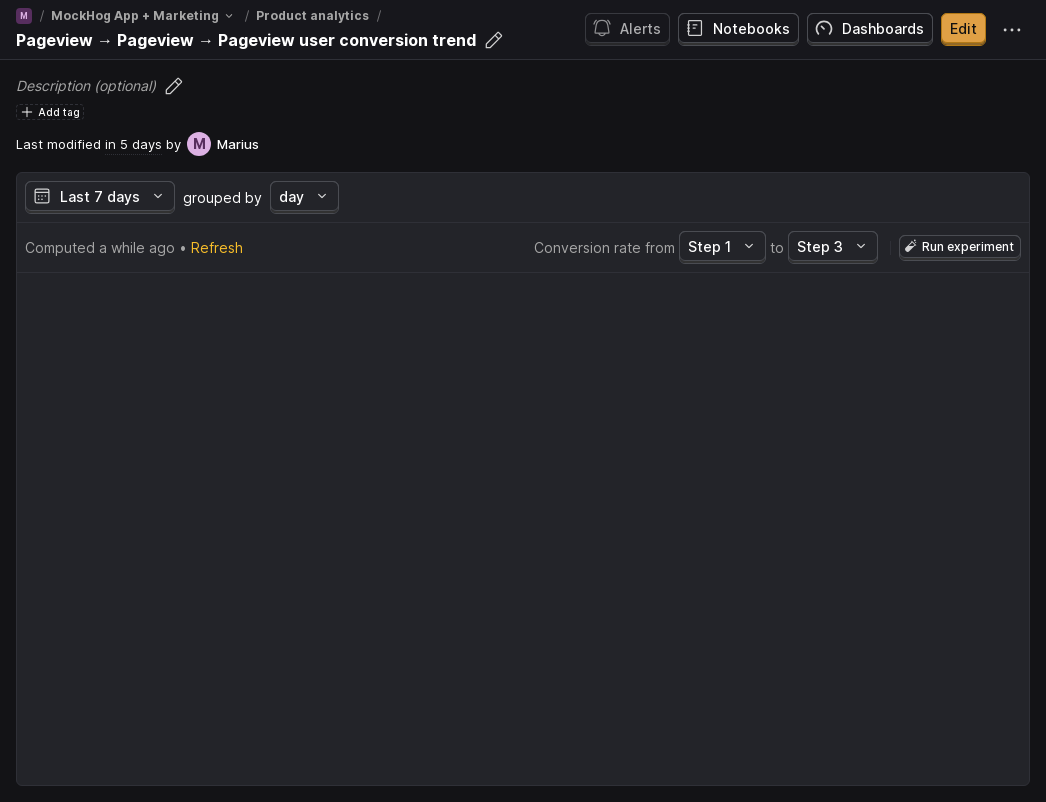 M / MockHog App + Marketing / Product analytics /
Pageview → Pageview → Pageview user conversion trend
Alerts
Notebooks
Dashboards
Edit
Description (optional)
Add tag
Last modified in 5 days by M Marius
Last 7 days grouped by day
Computed a while ago • Refresh
Conversion rate from Step 1 to Step 3
Run experiment